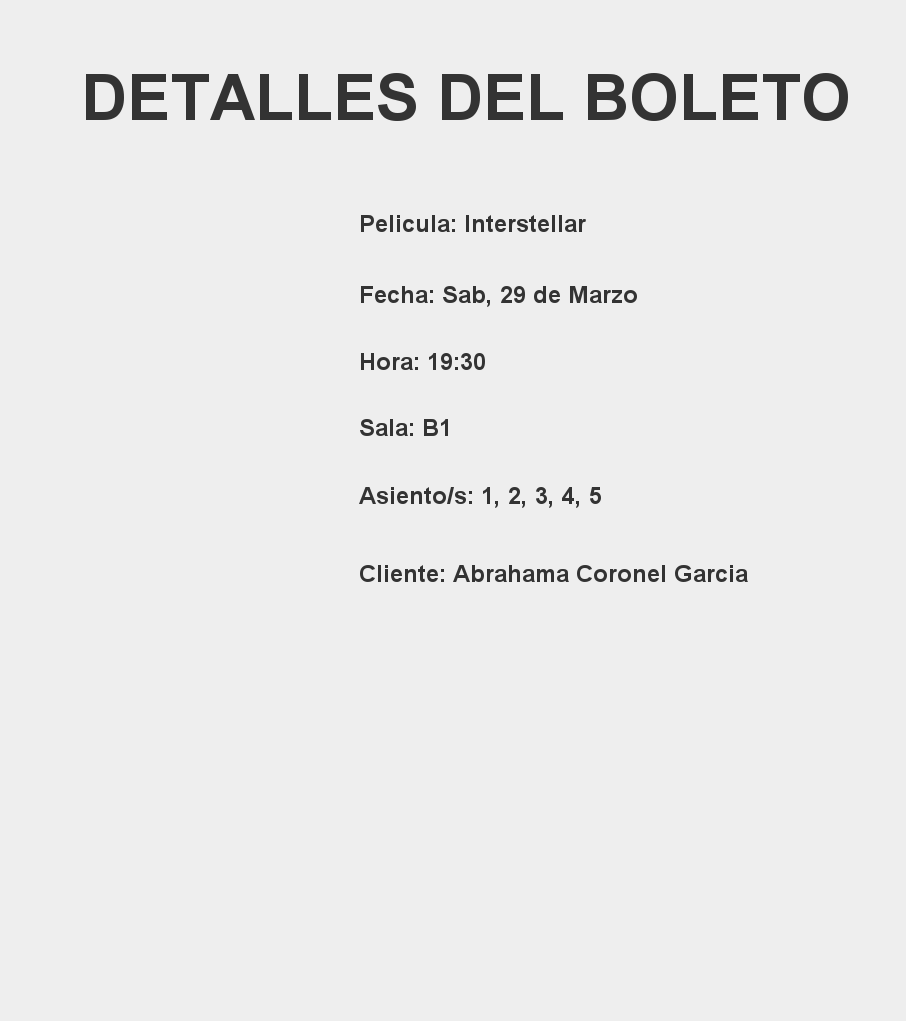 DETALLES DEL BOLETO
Pelicula: Interstellar
Fecha: Sab, 29 de Marzo
Hora: 19:30
Sala: B1
Asiento/s: 1, 2, 3, 4, 5
Cliente: Abrahama Coronel Garcia